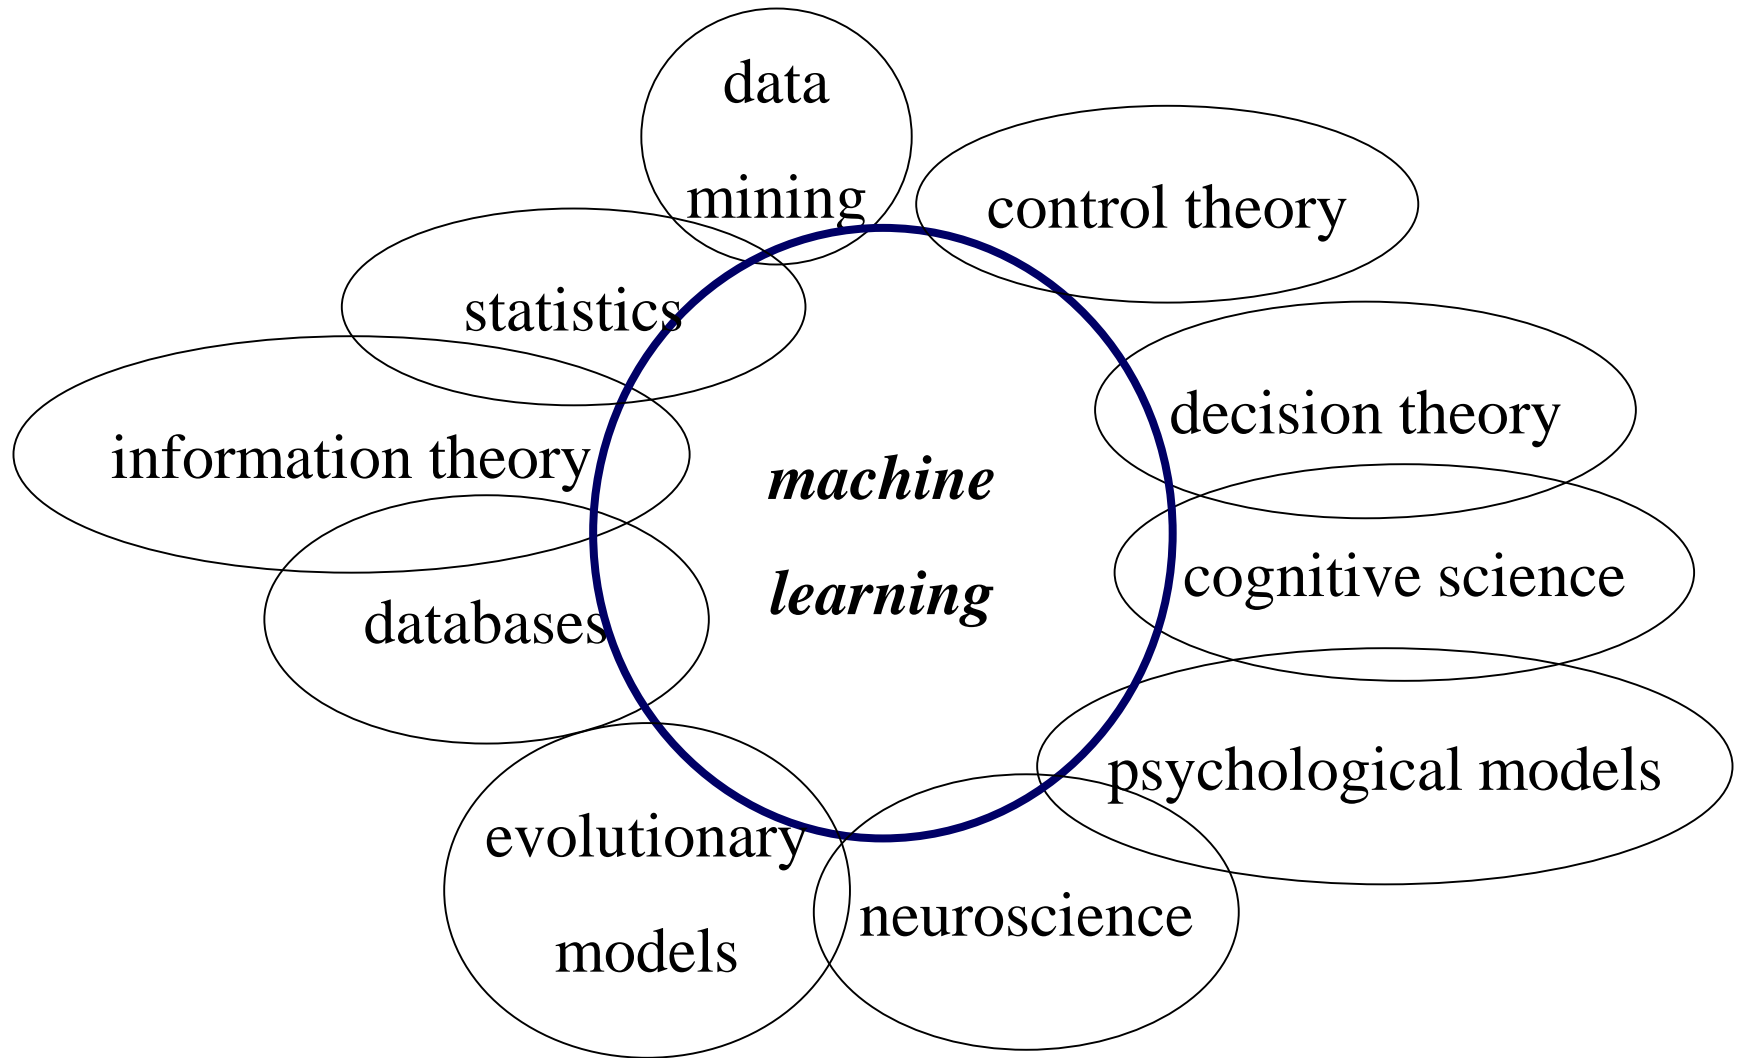 data
mining
control theory
statistics
decision theory
information theory
machine
learning
cognitive science
databases
psychological models
evolutionary
models
neuroscience